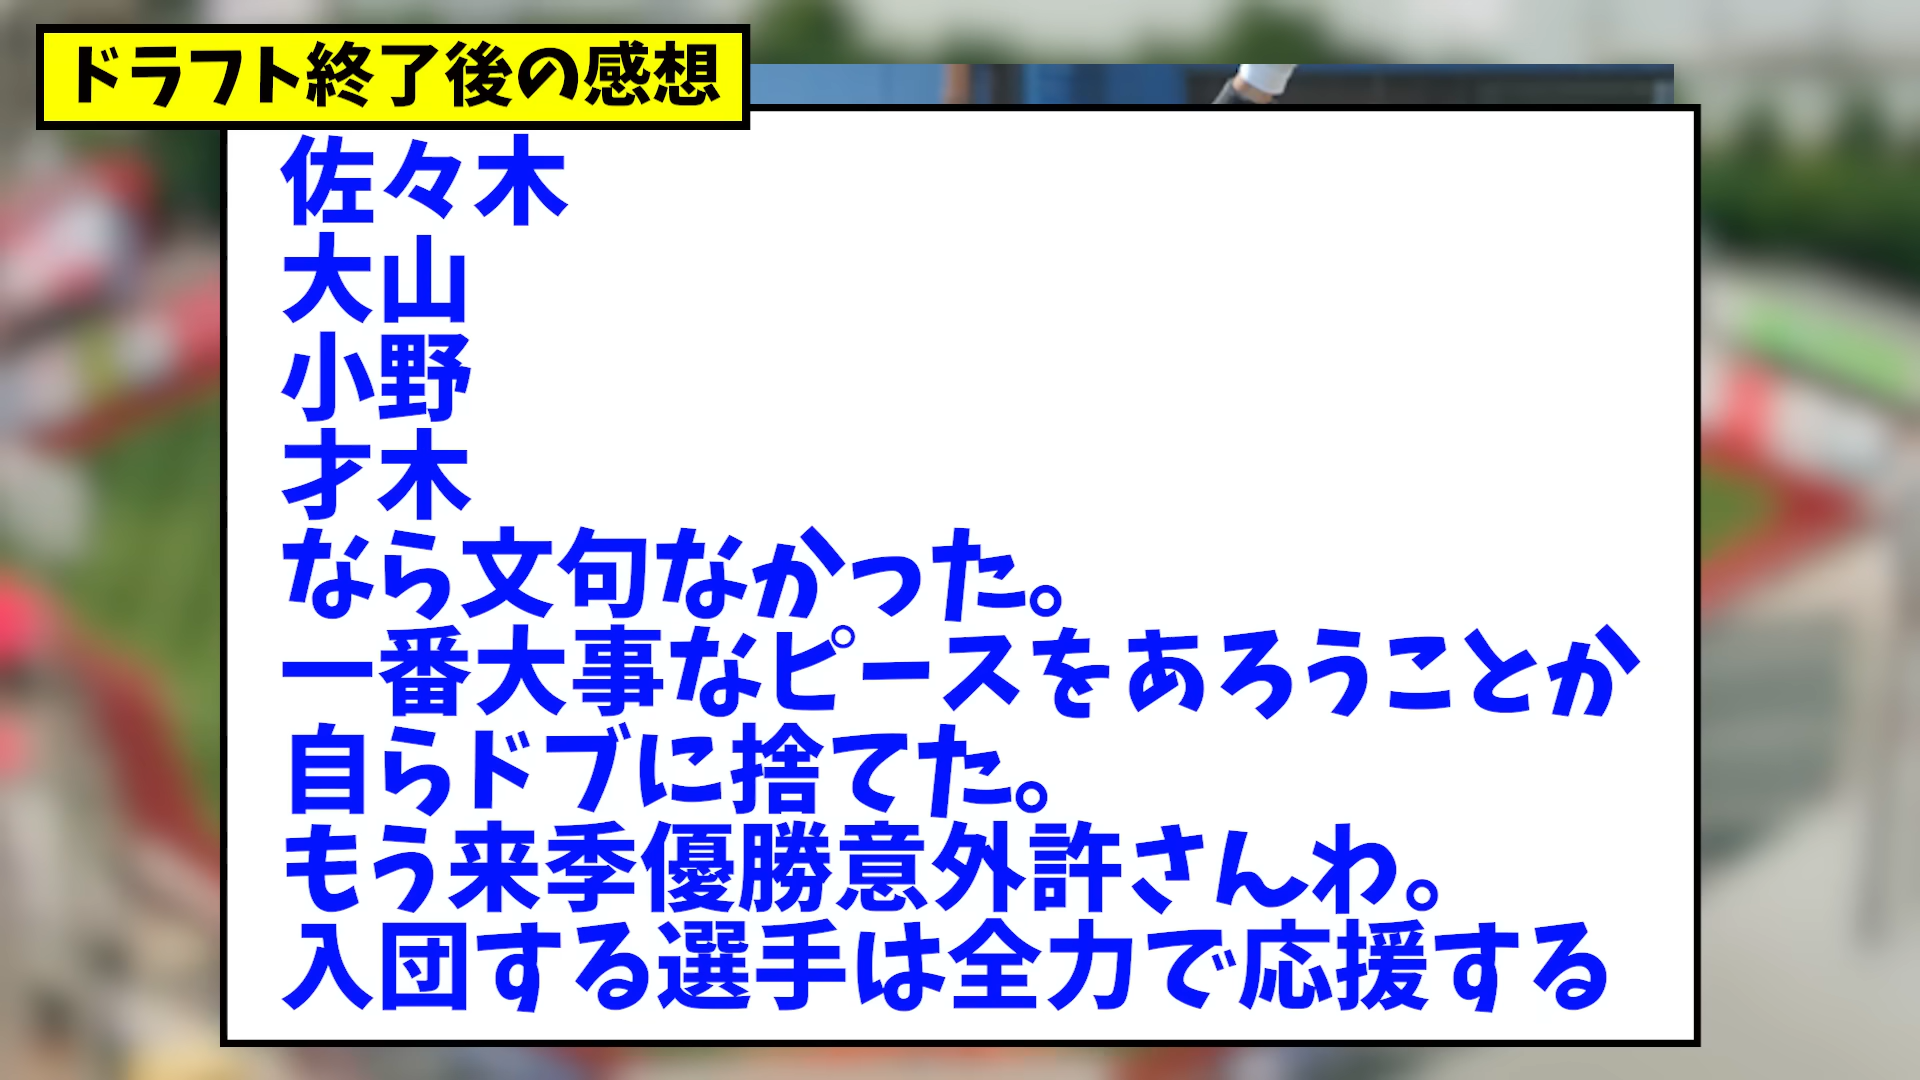 ドラフト終了後の感想
佐々木
大山
小野
才木
なら文句なかった。
一番大事なピースをあろうことか
自らドブに捨てた。
もう来季優勝意外許さんわ。
入団する選手は全力で応援する